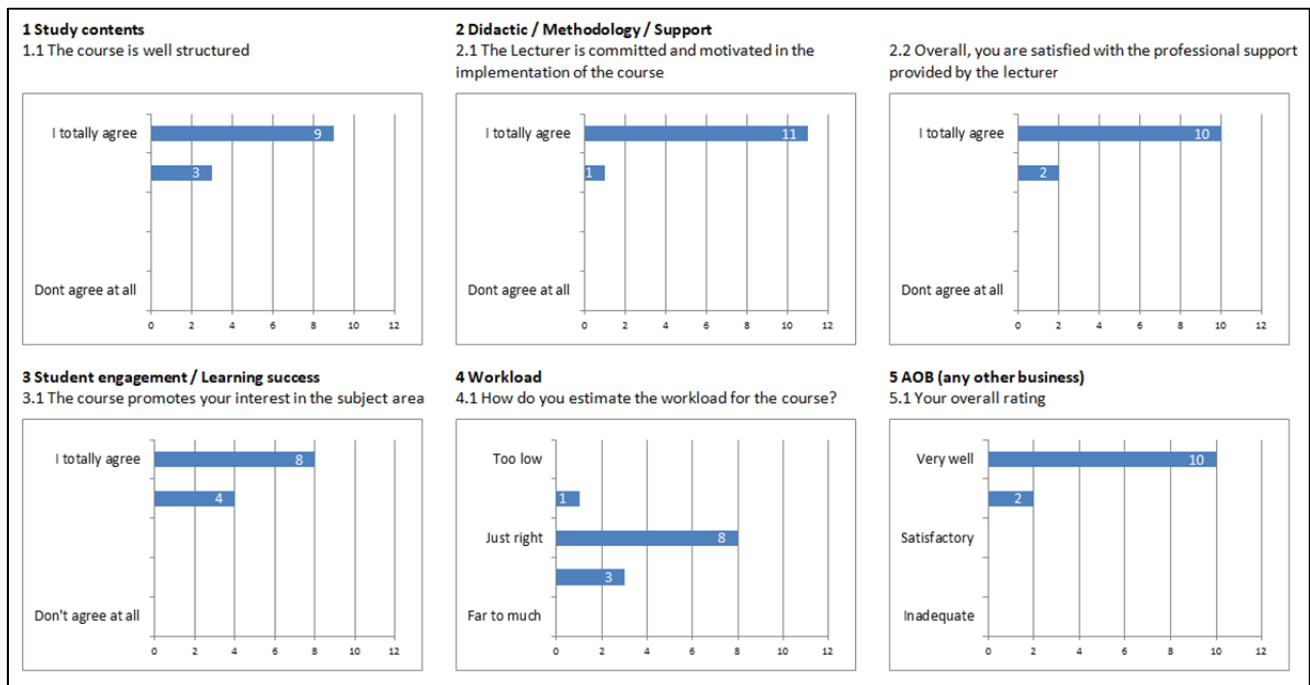 1 Study contents
1.1 The course is well structured
I totally agree
9
3
Dont agree at all
0 2 4 6 8 10 12
2 Didactic / Methodology / Support
2.1 The Lecturer is committed and motivated in the
implementation of the course
I totally agree
11
1
Dont agree at all
0 2 4 6 8 10 12
2.2 Overall, you are satisfied with the professional support
provided by the lecturer
I totally agree
10
2
Dont agree at all
0 2 4 6 8 10 12
3 Student engagement / Learning success
3.1 The course promotes your interest in the subject area
I totally agree
8
4
Don't agree at all
0 2 4 6 8 10 12
4 Workload
4.1 How do you estimate the workload for the course?
Too low
1
Just right
8
3
Far to much
0 2 4 6 8 10 12
5 AOB (any other business)
5.1 Your overall rating
Very well
10
2
Satisfactory
Inadequate
0 2 4 6 8 10 12